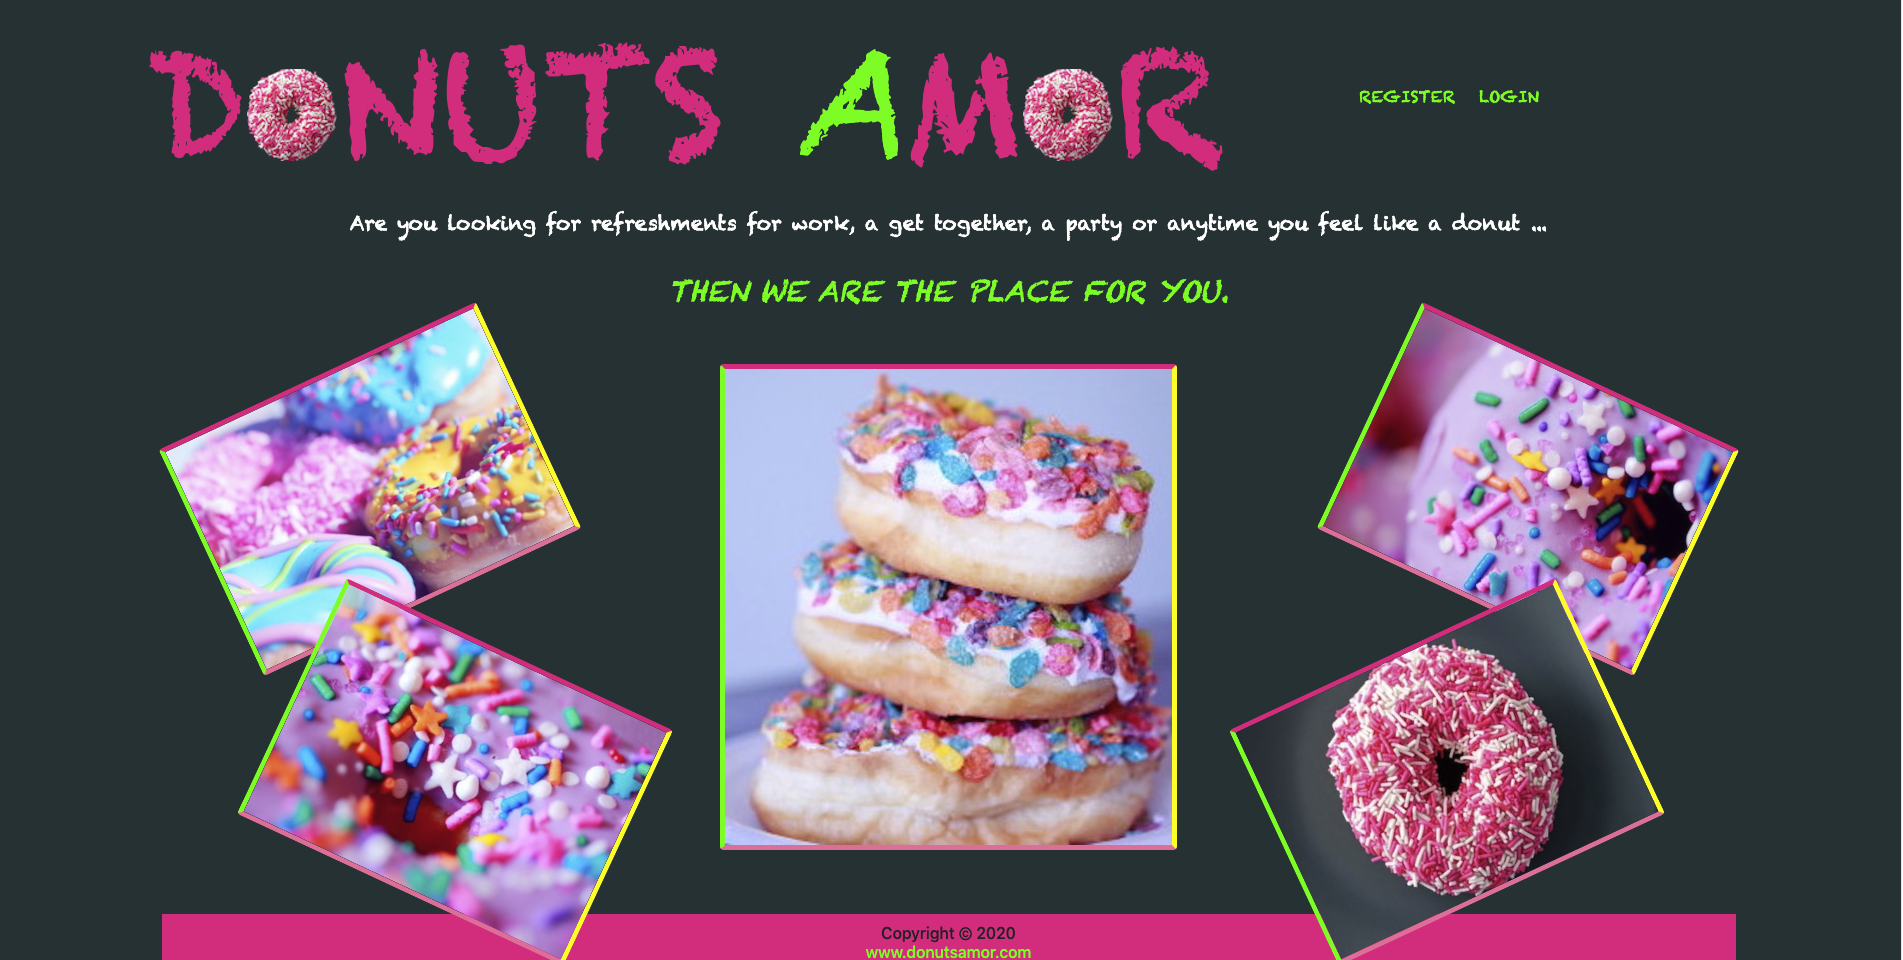 DONUTS AMOR
REGISTER LOGIN
Are you looking for refreshments for work, a get together, a party or anytime you feel like a donut ...
THEN WE ARE THE PLACE FOR YOU.
Copyright © 2020
www.donutsamor.com